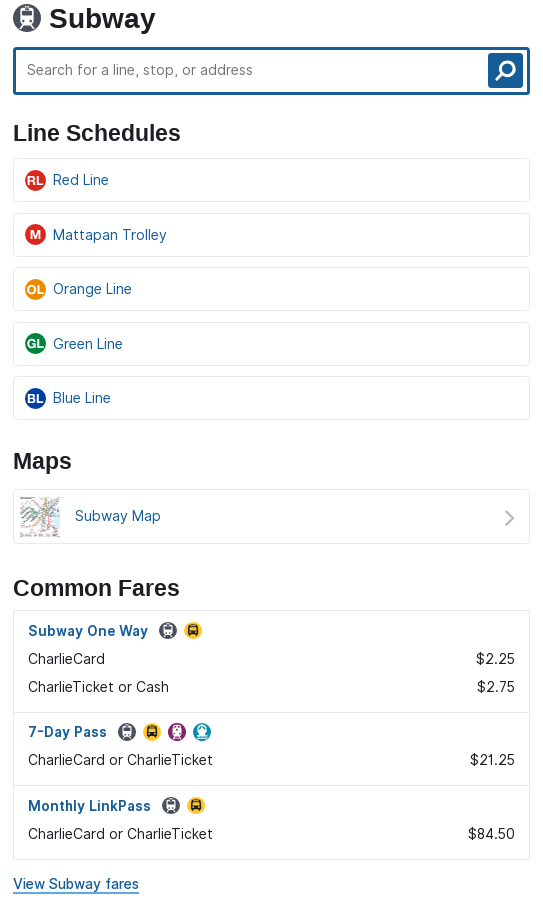 Subway
Search for a line, stop, or address
Line Schedules
RL Red Line
M Mattapan Trolley
OL Orange Line
GL Green Line
BL Blue Line
Maps
Subway Map
Common Fares
Subway One Way
CharlieCard $2.25
CharlieTicket or Cash $2.75
7-Day Pass
CharlieCard or CharlieTicket $21.25
Monthly LinkPass
CharlieCard or CharlieTicket $84.50
View Subway fares